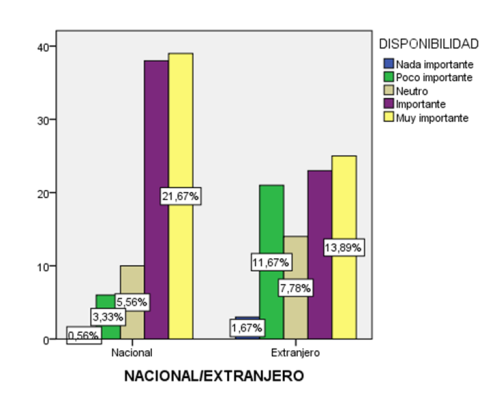 DISPONIBILIDAD
Nada importante
Poco importante
Neutro
Importante
Muy importante
40
30
20
10
0
0,56%
3,33%
5,56%
21,67%
1,67%
11,67%
7,78%
13,89%
Nacional
Extranjero
NACIONAL/EXTRANJERO